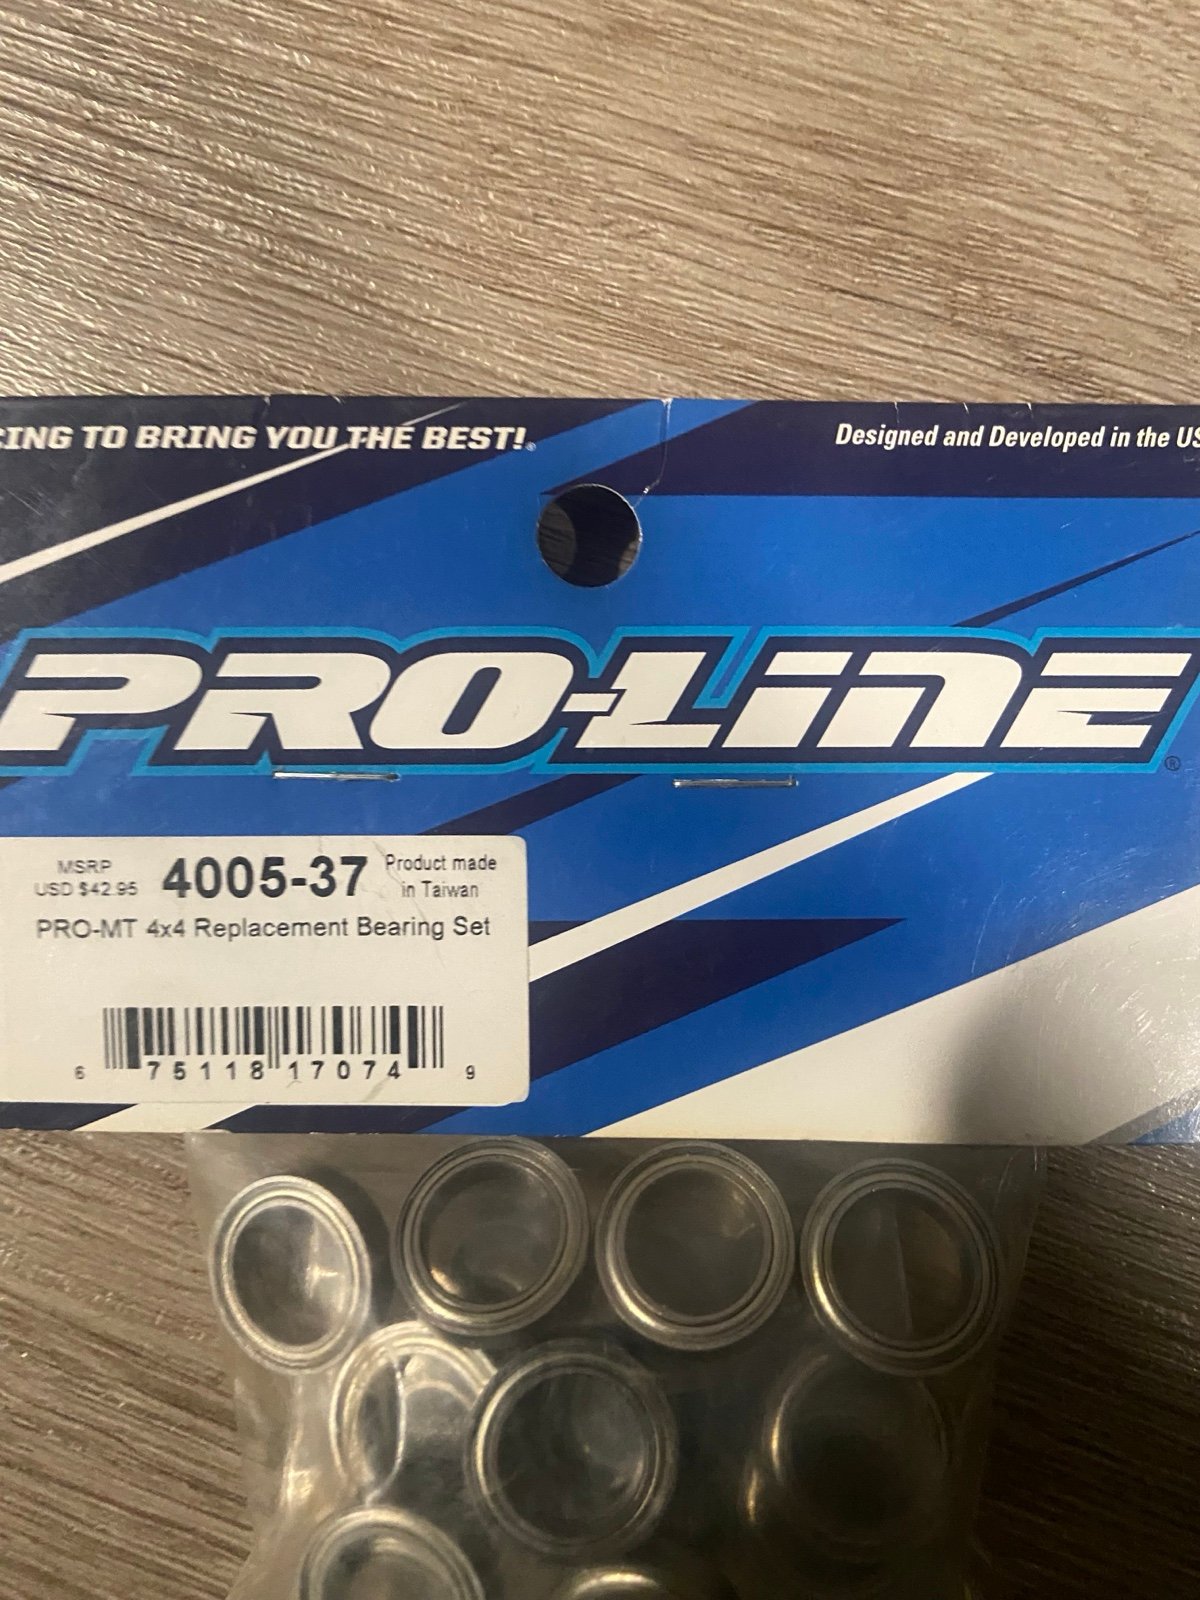 CING TO BRING YOU THE BEST!®
Designed and Developed in the US
PRO-LINE®
MSRP
USD $42.95
4005-37
Product made
in Taiwan
PRO-MT 4x4 Replacement Bearing Set
6 75118 17074 9